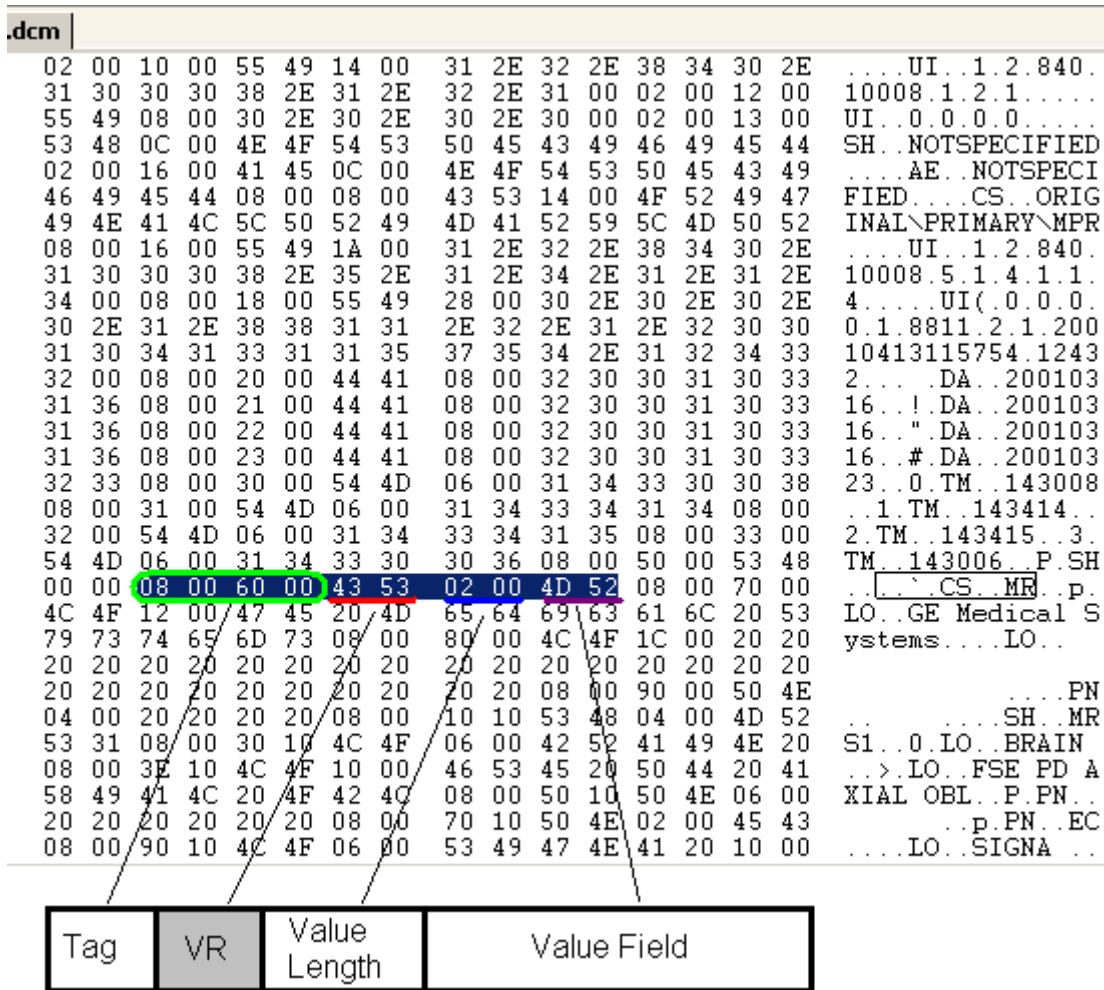 .dcm
02 00 10 00 55 49 14 00 31 2E 32 2E 38 34 30 2E ....UI..1.2.840.
31 30 30 30 38 2E 31 2E 32 2E 31 00 02 00 12 00 10008.1.2.1.....
55 49 08 00 30 2E 30 2E 30 2E 30 00 02 00 13 00 UI..0.0.0.0.....
53 48 0C 00 4E 4F 54 53 50 45 43 49 46 49 45 44 SH..NOTSPECIFIED
02 00 16 00 41 45 0C 00 4E 4F 54 53 50 45 43 49 ....AE..NOTSPECI
46 49 45 44 08 00 08 00 43 53 14 00 4F 52 49 47 FIED....CS..ORIG
49 4E 41 4C 5C 50 52 49 4D 41 52 59 5C 4D 50 52 INAL\PRIMARY\MPR
08 00 16 00 55 49 1A 00 31 2E 32 2E 38 34 30 2E ....UI..1.2.840.
31 30 30 30 38 2E 35 2E 31 2E 34 2E 31 2E 31 2E 10008.5.1.4.1.1.
34 00 08 00 18 00 55 49 28 00 30 2E 30 2E 30 2E 4.....UI(.0.0.0.
30 2E 31 2E 38 38 31 31 2E 32 2E 31 2E 32 30 30 0.1.8811.2.1.200
31 30 34 31 33 31 31 35 37 35 34 2E 31 32 34 33 10413115754.1243
32 00 08 00 20 00 44 41 08 00 32 30 30 31 30 33 2... .DA..200103
31 36 08 00 21 00 44 41 08 00 32 30 30 31 30 33 16..!.DA..200103
31 36 08 00 22 00 44 41 08 00 32 30 30 31 30 33 16..".DA..200103
31 36 08 00 23 00 44 41 08 00 32 30 30 31 30 33 16..#.DA..200103
32 33 08 00 30 00 54 4D 06 00 31 34 33 30 30 38 23..0.TM..143008
08 00 31 00 54 4D 06 00 31 34 33 34 31 34 08 00 ..1.TM..143414..
32 00 54 4D 06 00 31 34 33 34 31 35 08 00 33 00 2.TM..143415..3.
54 4D 06 00 31 34 33 30 30 36 08 00 50 00 53 48 TM..143006..P.SH
00 00 08 00 60 00 43 53 02 00 4D 52 08 00 70 00 ....`.CS..MR..p.
4C 4F 12 00 47 45 20 4D 65 64 69 63 61 6C 20 53 LO..GE Medical S
79 73 74 65 6D 73 08 00 80 00 4C 4F 1C 00 20 20 ystems....LO..
20 20 20 20 20 20 20 20 20 20 20 20 20 20 20 20
20 20 20 20 20 20 20 20 20 20 08 00 90 00 50 4E ....PN
04 00 20 20 20 20 08 00 10 10 53 48 04 00 4D 52 .. ....SH..MR
53 31 08 00 30 10 4C 4F 06 00 42 52 41 49 4E 20 S1..0.LO..BRAIN
08 00 3E 10 4C 4F 10 00 46 53 45 20 50 44 20 41 ..>.LO..FSE PD A
58 49 41 4C 20 4F 42 4C 08 00 50 10 50 4E 06 00 XIAL OBL..P.PN..
20 20 20 20 20 20 08 00 70 10 50 4E 02 00 45 43 ..p.PN..EC
08 00 90 10 4C 4F 06 00 53 49 47 4E 41 20 10 00 ....LO..SIGNA ..
Tag VR Value Length Value Field